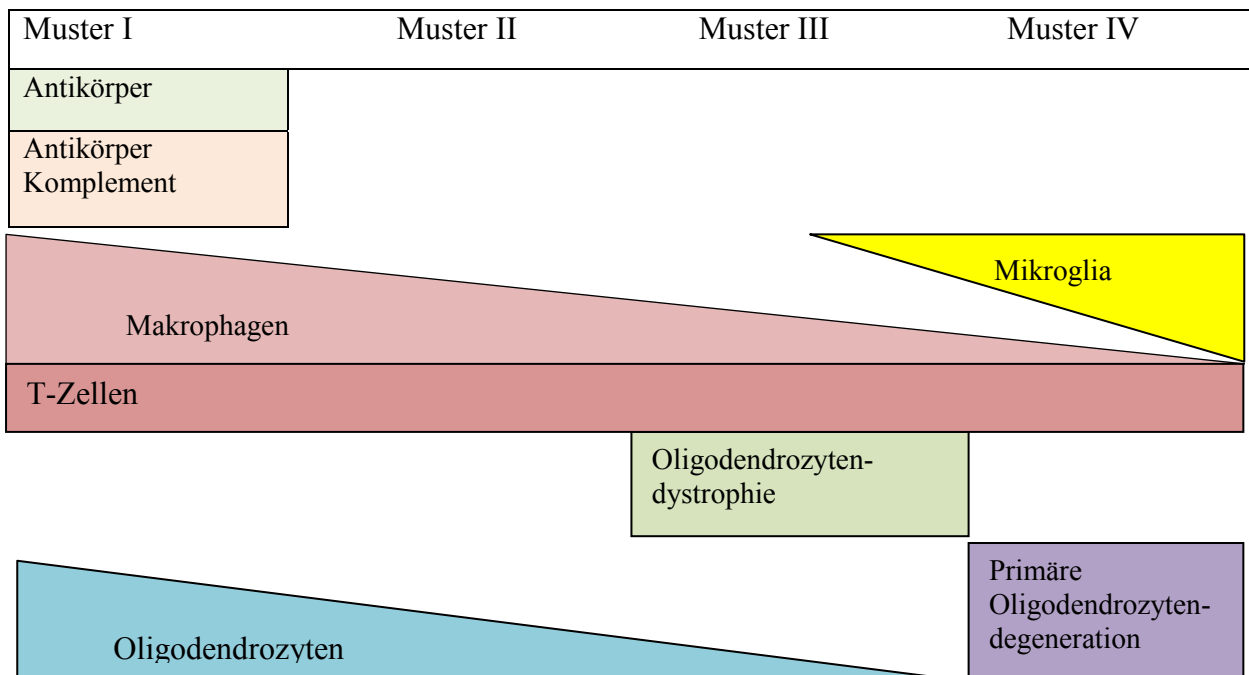 Muster I Muster II Muster III Muster IV
Antikörper
Antikörper
Komplement
Mikroglia
Makrophagen
T-Zellen
Oligodendrozyten-
dystrophie
Primäre
Oligodendrozyten-
degeneration
Oligodendrozyten